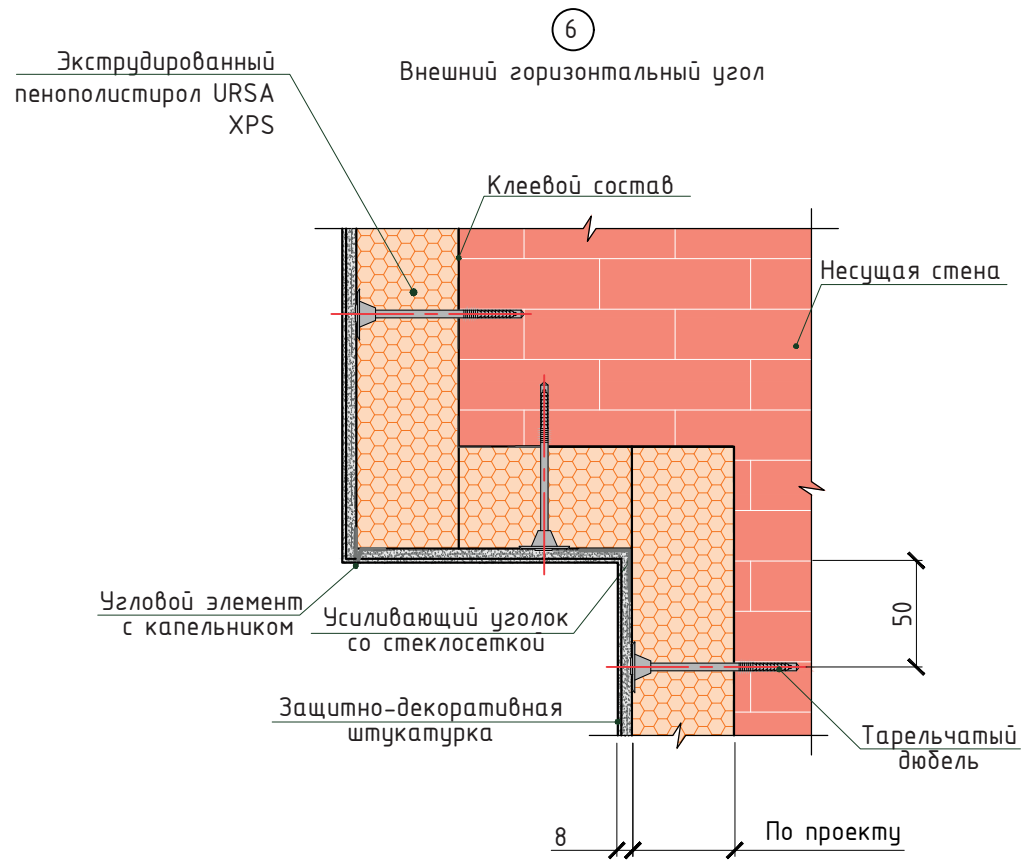 6
Внешний горизонтальный угол
Экструдированный
пенополистирол URSA
XPS
Клеевой состав
Несущая стена
Угловой элемент
с капельником
Усиливающий уголок
со стеклосеткой
50
Защитно-декоративная
штукатурка
Тарельчатый
дюбель
8
По проекту